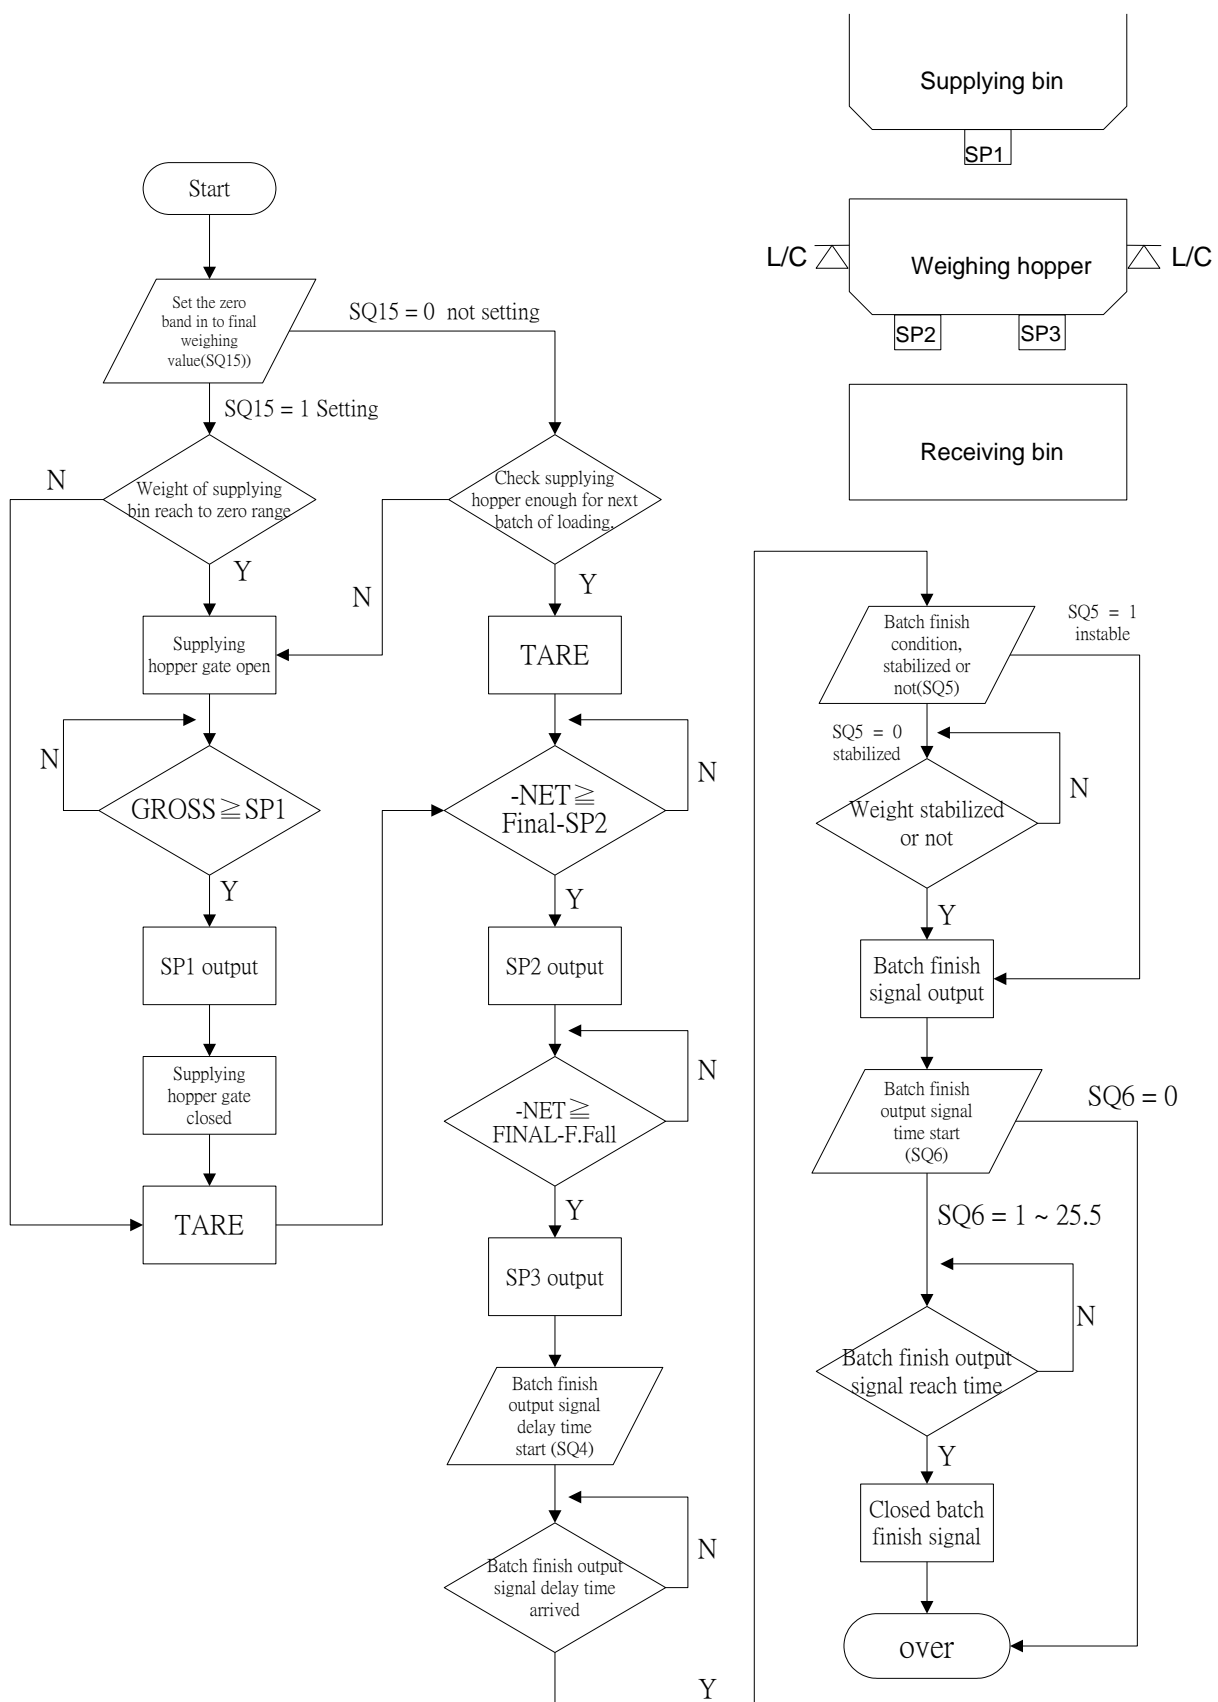 Supplying bin
SP1
L/C
Weighing hopper
L/C
SP2
SP3
Receiving bin
Start
Set the zero
band in to final
weighing
value(SQ15))
SQ15 = 0  not setting
SQ15 = 1 Setting
N
Weight of supplying
bin reach to zero range
Y
Check supplying
hopper enough for next
batch of loading.
N
Y
Supplying
hopper gate open
TARE
N
GROSS≧SP1
Y
-NET≧
Final-SP2
N
Y
SP1 output
SP2 output
Supplying
hopper gate
closed
-NET≧
FINAL-F.Fall
N
Y
TARE
SP3 output
Batch finish
output signal
delay time
start (SQ4)
Batch finish output
signal delay time
arrived
N
Y
Batch finish
condition,
stabilized or
not(SQ5)
SQ5 = 1
instable
SQ5 = 0
stabilized
Weight stabilized
or not
N
Y
Batch finish
signal output
Batch finish
output signal
time start
(SQ6)
SQ6 = 0
SQ6 = 1 ~ 25.5
N
Batch finish output
signal reach time
Y
Closed batch
finish signal
over